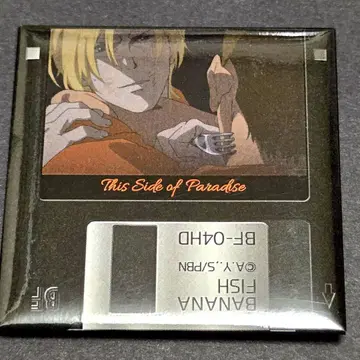 This Side of Paradise
BANANA
FISH
©A.Y.,S/PBN
BF-04HD